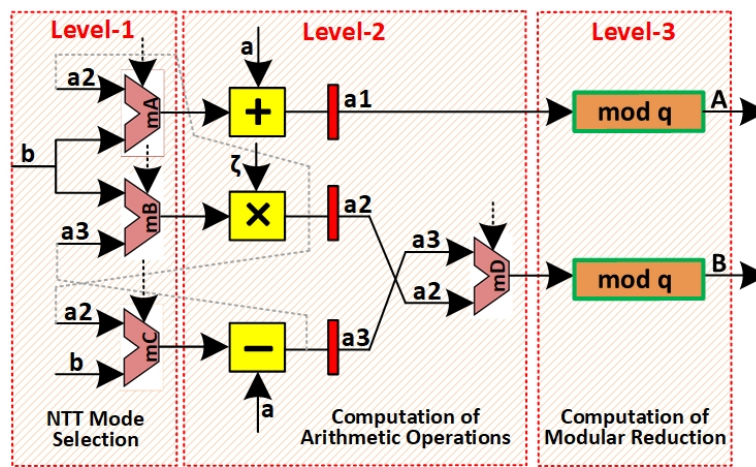 Level-1
Level-2
Level-3
a
a2
mA
+
a1
mod q
A
b
ζ
mB
×
a2
a3
a3
mD
mod q
B
a2
a2
mC
−
a3
b
a
NTT Mode
Selection
Computation of
Arithmetic Operations
Computation of
Modular Reduction